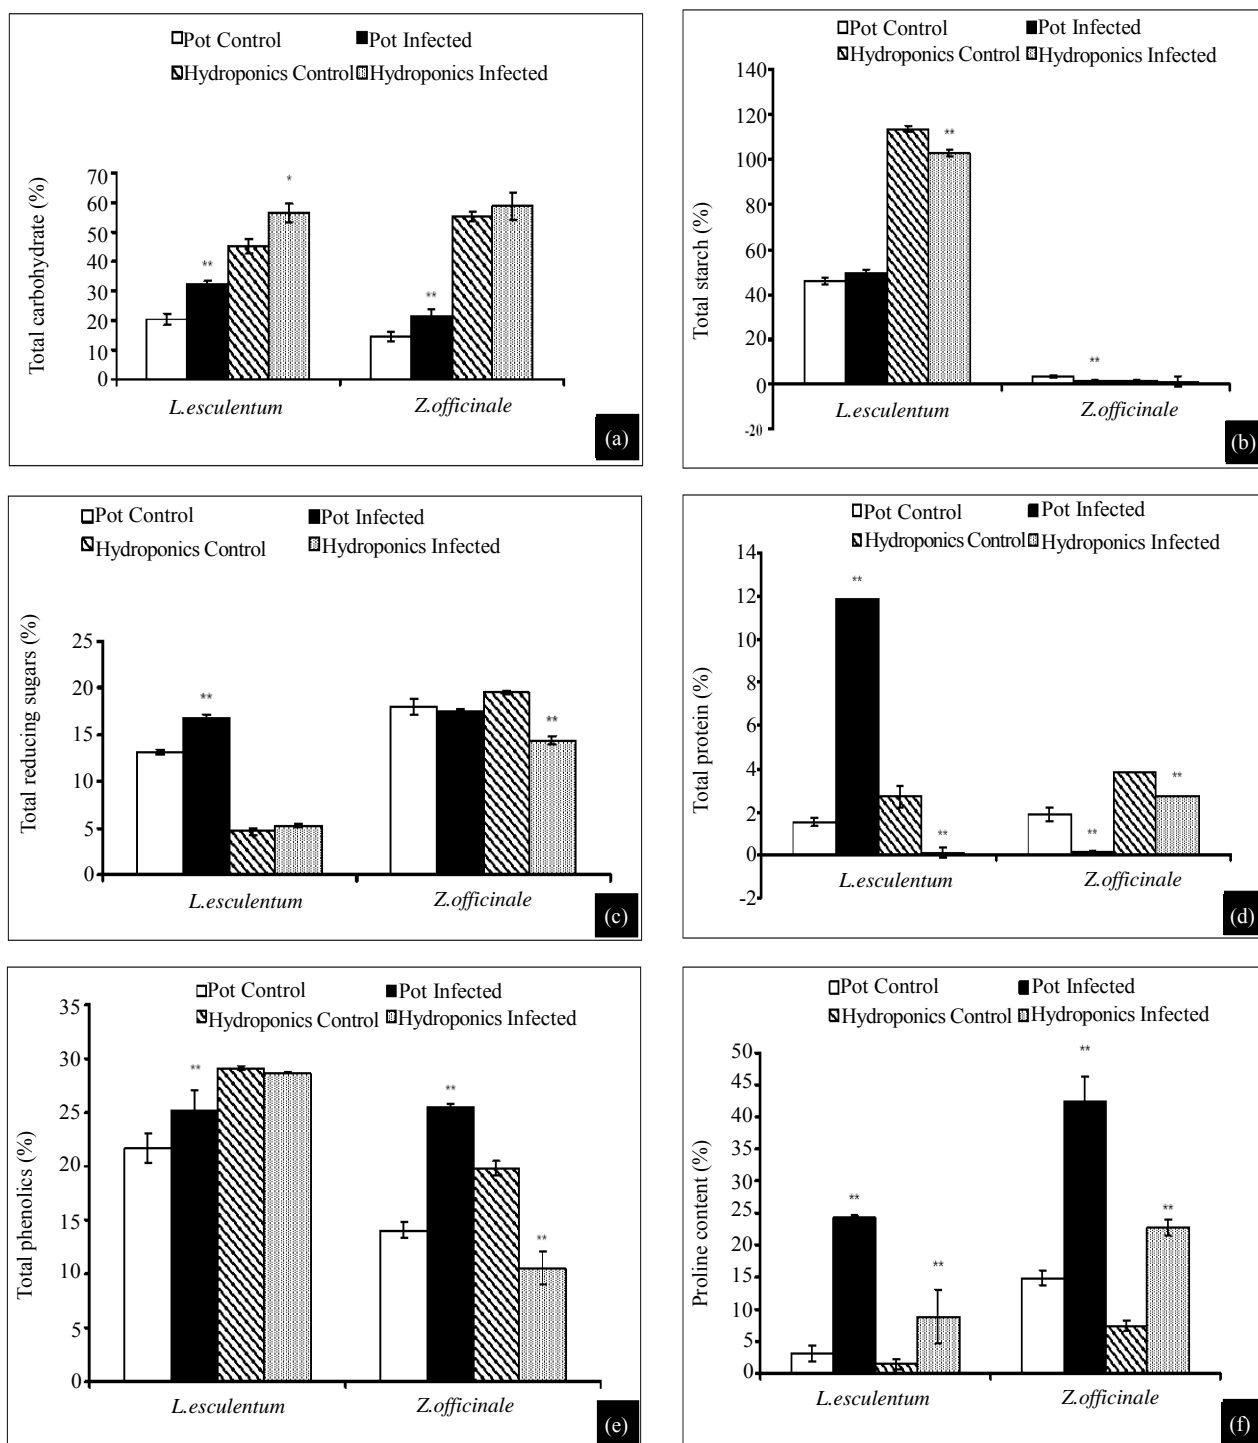 Pot Control Pot Infected
Hydroponics Control Hydroponics Infected
Total carbohydrate (%)
70
60
50
40
30
20
10
0
*
**
**
L.esculentum Z.officinale
(a)
Pot Control Pot Infected
Hydroponics Control Hydroponics Infected
Total starch (%)
140
120
100
80
60
40
20
0
-20
**
**
L.esculentum Z.officinale
(b)
Pot Control Pot Infected
Hydroponics Control Hydroponics Infected
Total reducing sugars (%)
25
20
15
10
5
0
**
**
L.esculentum Z.officinale
(c)
Pot Control Pot Infected
Hydroponics Control Hydroponics Infected
Total protein (%)
14
12
10
8
6
4
2
0
-2
**
**
**
**
L.esculentum Z.officinale
(d)
Pot Control Pot Infected
Hydroponics Control Hydroponics Infected
Total phenolics (%)
35
30
25
20
15
10
5
0
**
**
**
L.esculentum Z.officinale
(e)
Pot Control Pot Infected
Hydroponics Control Hydroponics Infected
Proline content (%)
50
45
40
35
30
25
20
15
10
5
0
**
**
**
**
L.esculentum Z.officinale
(f)